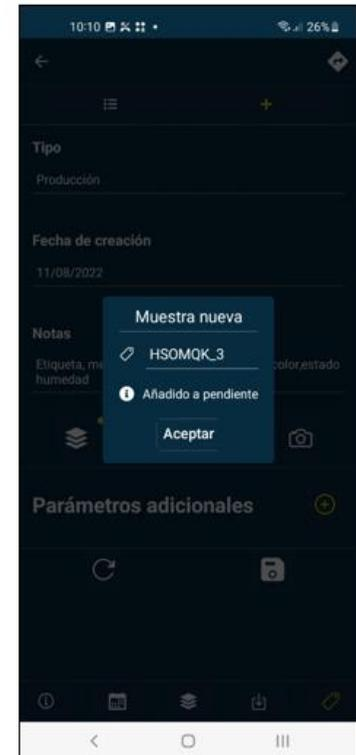 10:10
26%
Tipo
Producción
Fecha de creación
11/08/2022
Muestra nueva
Notas
HSOMQK_3
Etiqueta, color,estado
humedad
Añadido a pendiente
Aceptar
Parámetros adicionales